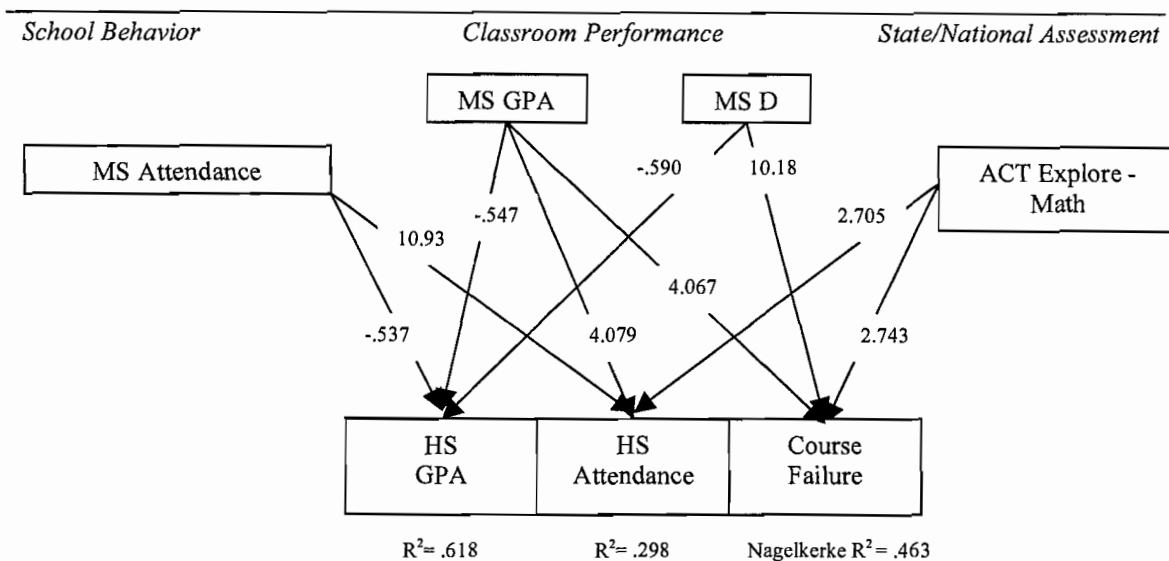 School Behavior Classroom Performance State/National Assessment
MS GPA MS D
MS Attendance
ACT Explore -
Math
-.590 10.18
-.547 2.705
10.93
4.067
-.537 4.079 2.743
HS
GPA
HS
Attendance
Course
Failure
R²= .618 R²= .298 Nagelkerke R² = .463